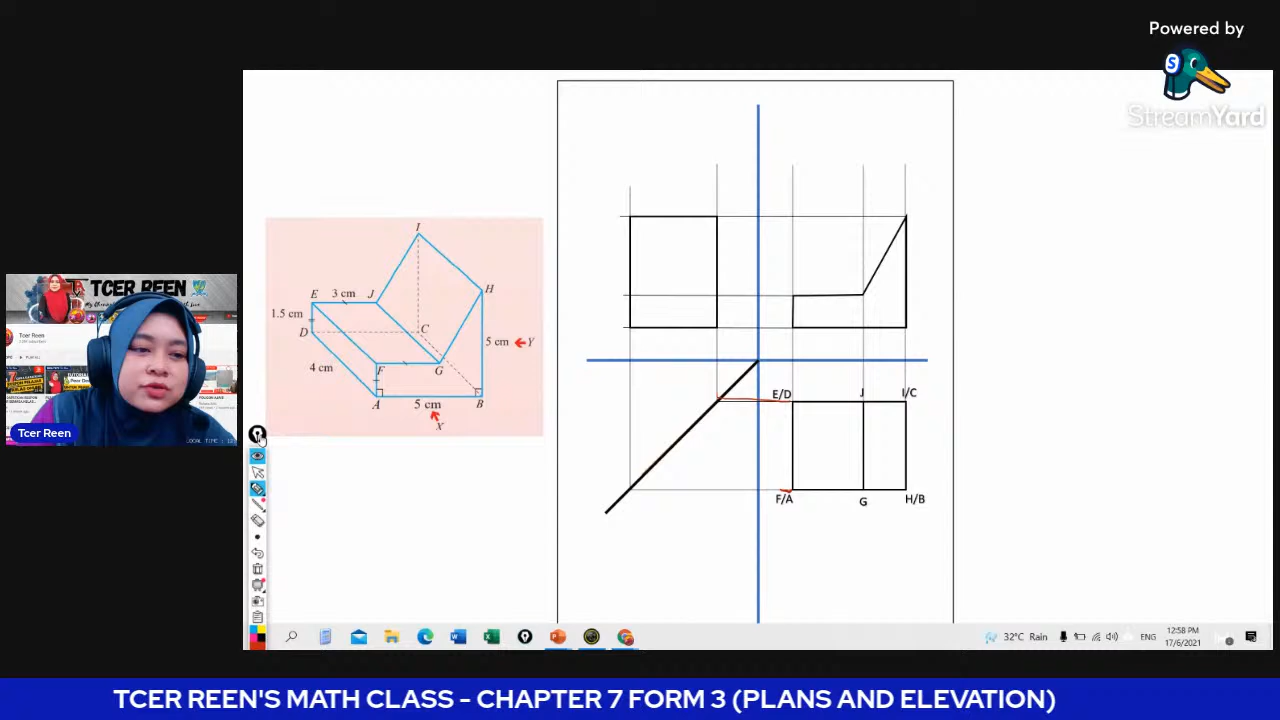 Powered by
S
StreamYard
I
E 3 cm J
H
1.5 cm
D
C
5 cm Y
4 cm
F
G
A 5 cm B
X
E/D J I/C
F/A G H/B
TCER REEN
Tcer Reen
Tcer Reen
32°C Rain
ENG
12:58 PM
17/6/2021
TCER REEN'S MATH CLASS - CHAPTER 7 FORM 3 (PLANS AND ELEVATION)